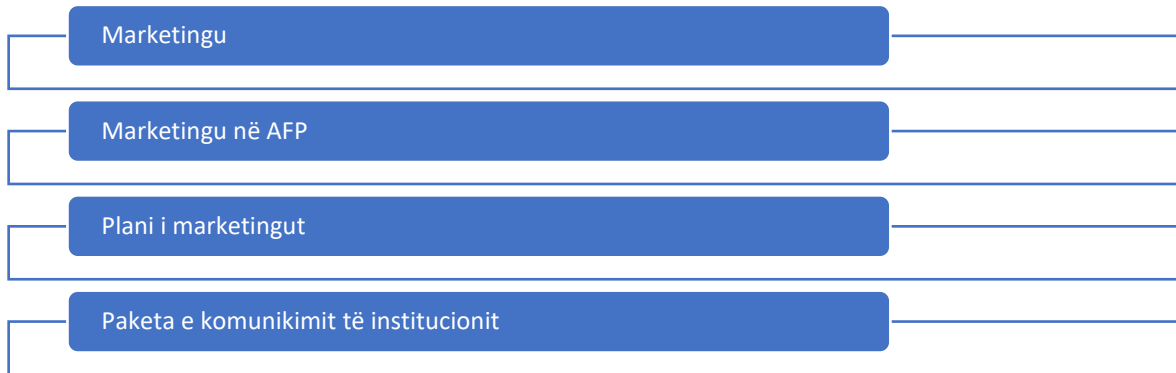 Marketingu
Marketingu në AFP
Plani i marketingut
Paketa e komunikimit të institucionit